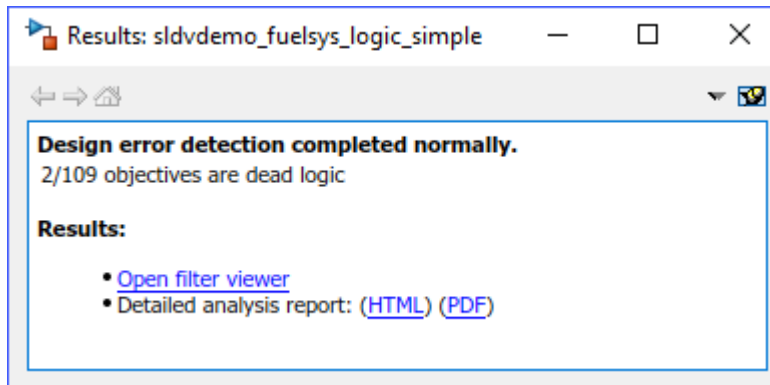 Results: sldvdemo_fuelsys_logic_simple
Design error detection completed normally.
2/109 objectives are dead logic
Results:
• Open filter viewer
• Detailed analysis report: (HTML) (PDF)